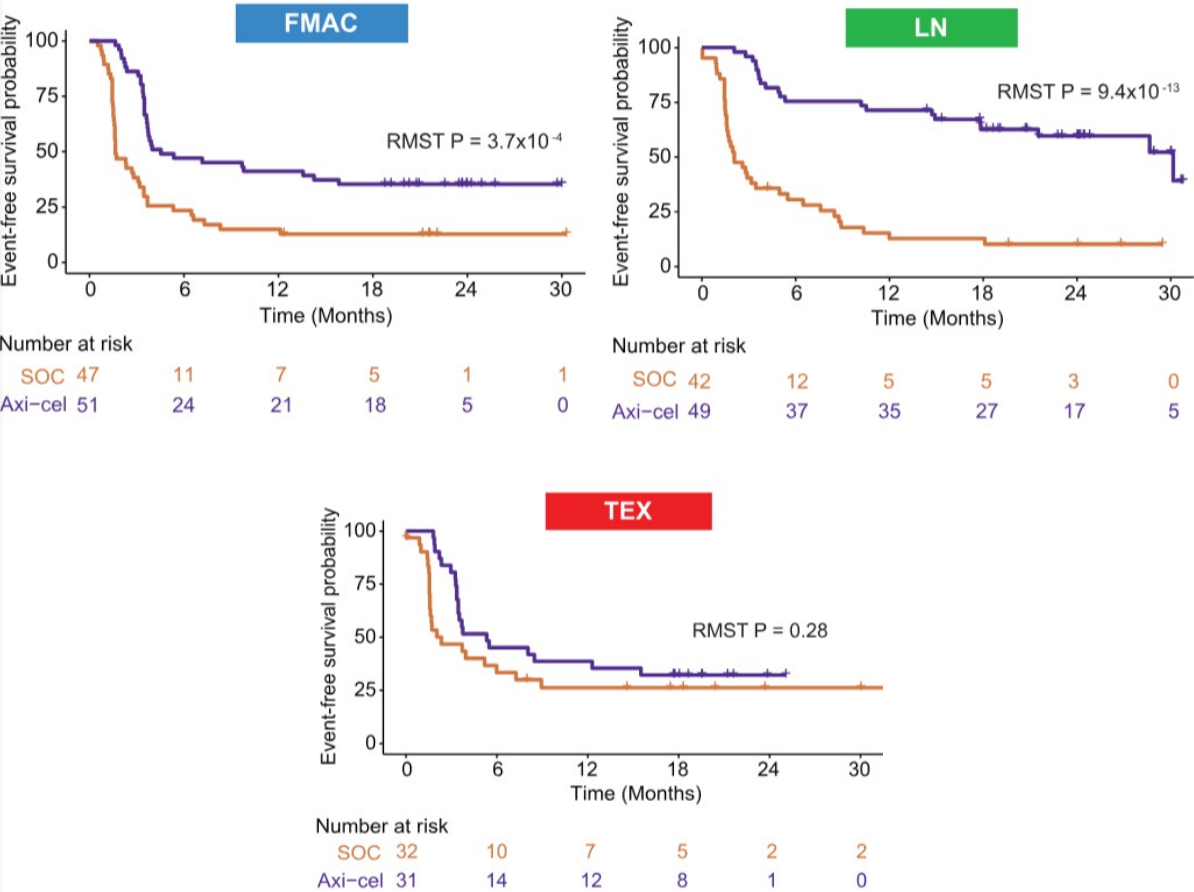 FMAC
Event-free survival probability
100
75
50
25
0
RMST P = 3.7x10-4
0 6 12 18 24 30
Time (Months)
Number at risk
SOC 47 11 7 5 1 1
Axi-cel 51 24 21 18 5 0
LN
Event-free survival probability
100
75
50
25
0
RMST P = 9.4x10-13
0 6 12 18 24 30
Time (Months)
Number at risk
SOC 42 12 5 5 3 0
Axi-cel 49 37 35 27 17 5
TEX
Event-free survival probability
100
75
50
25
0
RMST P = 0.28
0 6 12 18 24 30
Time (Months)
Number at risk
SOC 32 10 7 5 2 2
Axi-cel 31 14 12 8 1 0